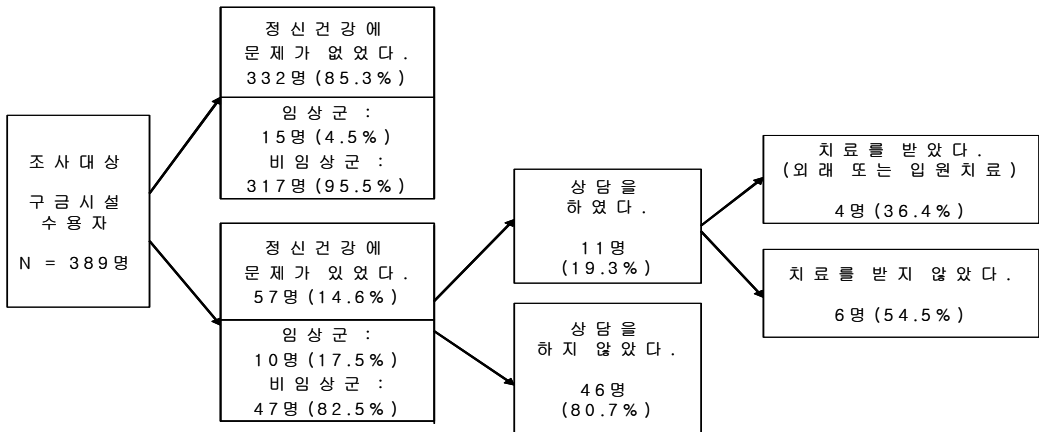 조사대상
구금시설
수용자
N = 389명
정신건강에
문제가 없었다.
332명(85.3%)
임상군 :
15명(4.5%)
비임상군 :
317명(95.5%)
정신건강에
문제가 있었다.
57명(14.6%)
임상군 :
10명(17.5%)
비임상군 :
47명(82.5%)
상담을
하였다.
11명
(19.3%)
상담을
하지 않았다.
46명
(80.7%)
치료를 받았다.
(외래 또는 입원치료)
4명(36.4%)
치료를 받지 않았다.
6명(54.5%)